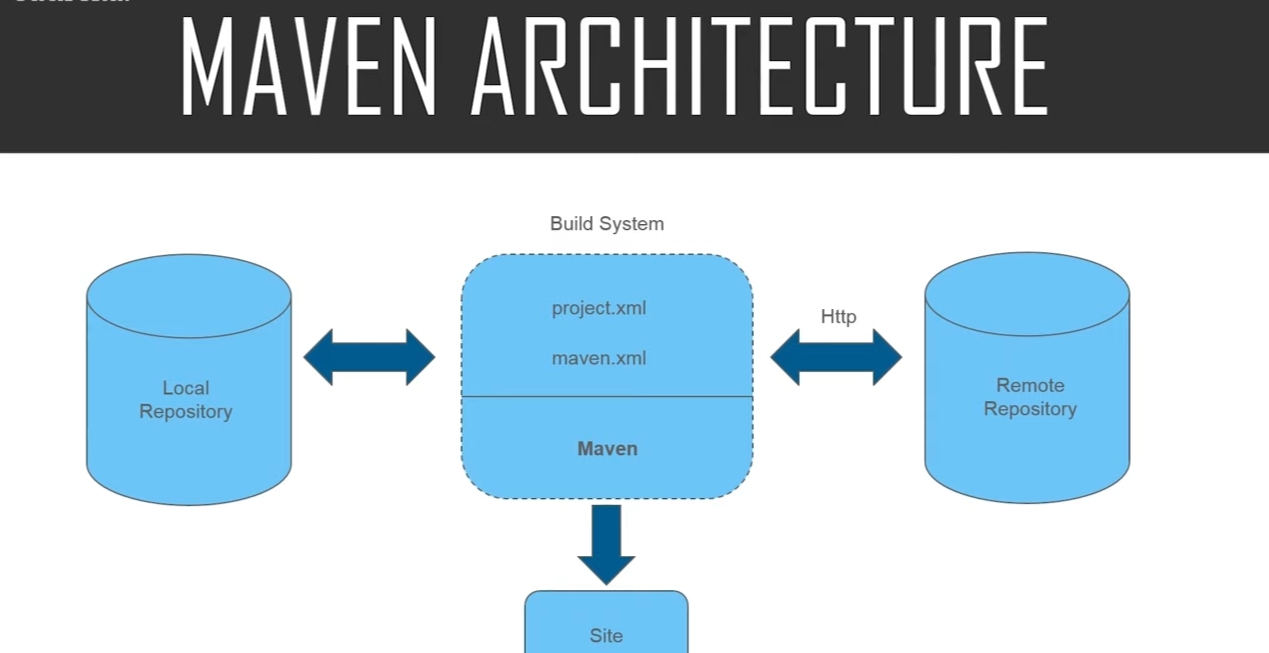 MAVEN ARCHITECTURE
Build System
project.xml
maven.xml
Maven
Http
Local
Repository
Remote
Repository
Site